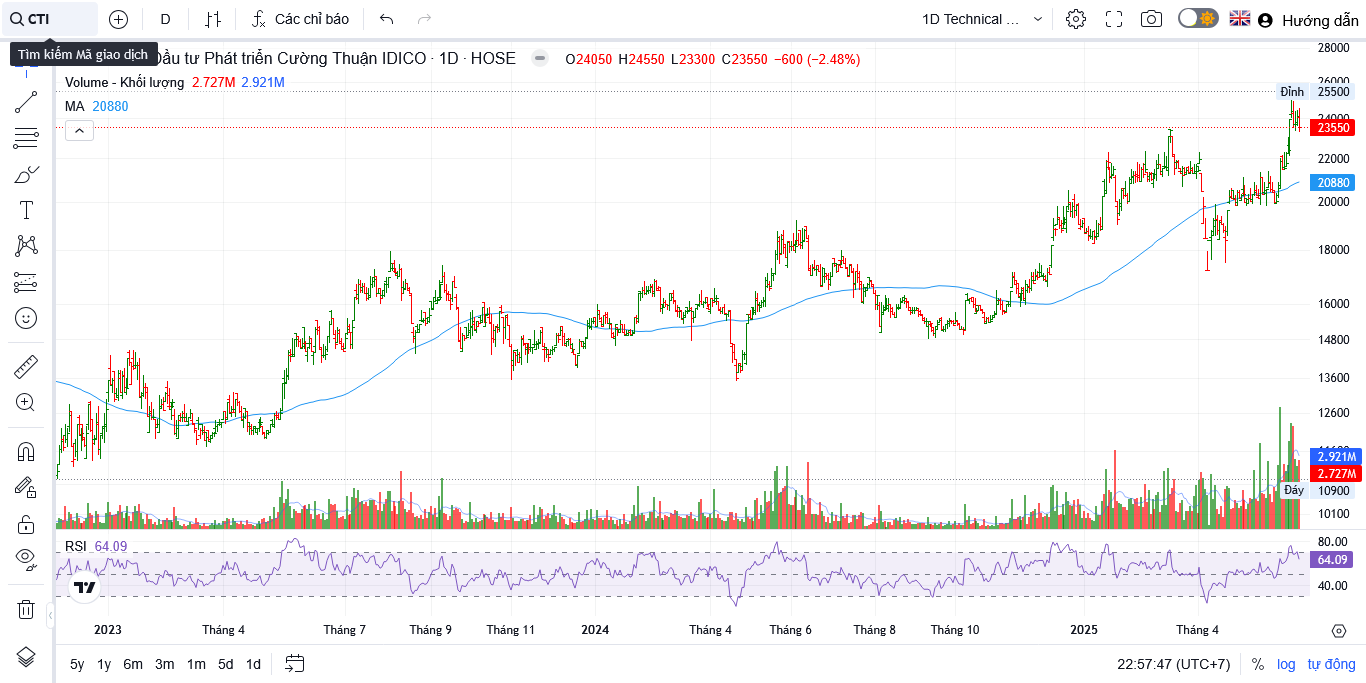 CTI
D
Các chỉ báo
1D Technical ...
Hướng dẫn
Tìm kiếm Mã giao dịch
Đầu tư Phát triển Cường Thuận IDICO · 1D · HOSE
O24050 H24550 L23300 C23550 −600 (−2.48%)
Volume - Khối lượng 2.727M 2.921M
MA 20880
28000
26000
Đỉnh 25500
24000
23550
22000
20880
20000
18000
16000
14800
13600
12600
2.921M
2.727M
Đáy 10900
10100
RSI 64.09
80.00
64.09
40.00
2023 Tháng 4 Tháng 7 Tháng 9 Tháng 11 2024 Tháng 4 Tháng 6 Tháng 8 Tháng 10 2025 Tháng 4
5y 1y 6m 3m 1m 5d 1d
22:57:47 (UTC+7) % log tự động